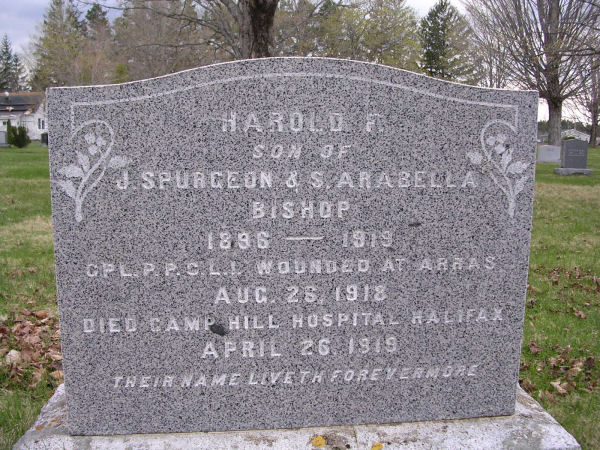 HAROLD F.
SON OF
J. SPURGEON & S. ARABELLA
BISHOP
1896 — 1919
CPL. P. P. C. L. I. WOUNDED AT ARRAS
AUG. 26, 1918
DIED CAMP HILL HOSPITAL HALIFAX
APRIL 26, 1919
THEIR NAME LIVETH FOREVERMORE